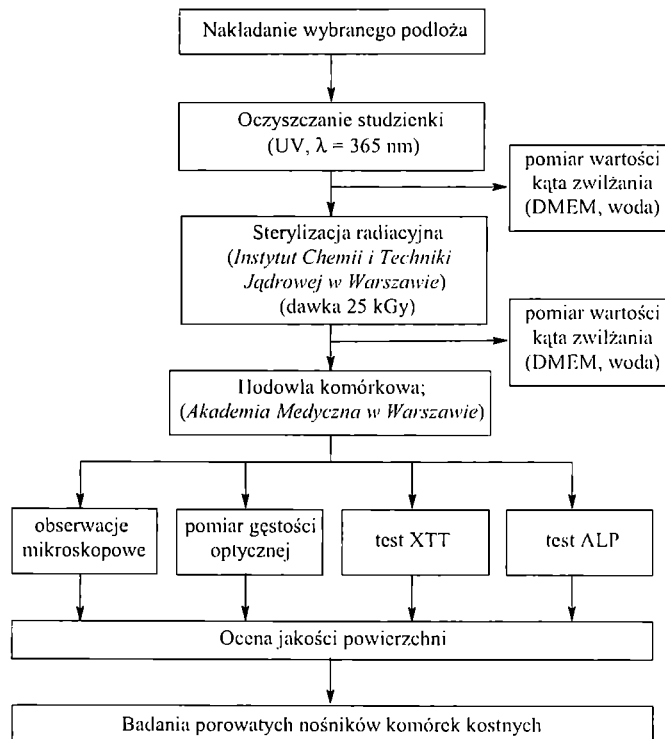 Nakładanie wybranego podłoża
Oczyszczanie studzienki
(UV, λ = 365 nm)
pomiar wartości
kąta zwilżania
(DMEM, woda)
Sterylizacja radiacyjna
(Instytut Chemii i Techniki
Jądrowej w Warszawie)
(dawka 25 kGy)
pomiar wartości
kąta zwilżania
(DMEM, woda)
Hodowla komórkowa;
(Akademia Medyczna w Warszawie)
obserwacje
mikroskopowe
pomiar gęstości
optycznej
test XTT
test ALP
Ocena jakości powierzchni
Badania porowatych nośników komórek kostnych